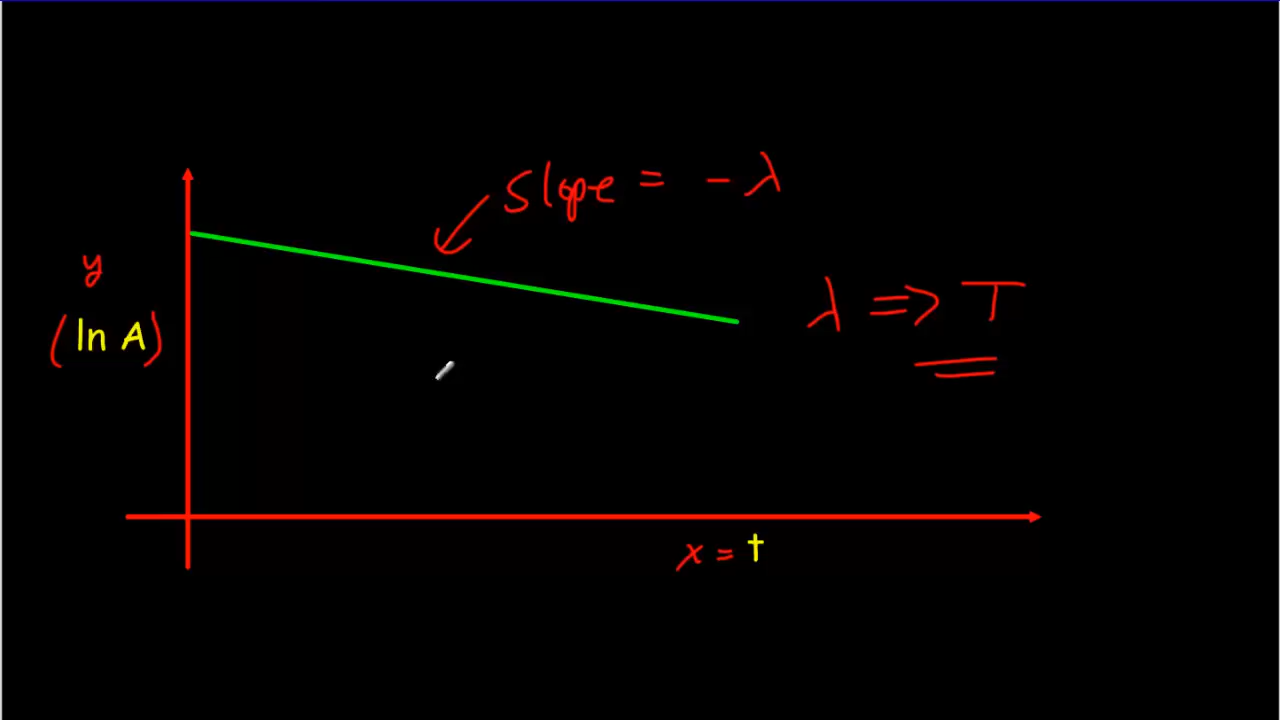 slope = - λ
y
(ln A)
λ => T
x = t